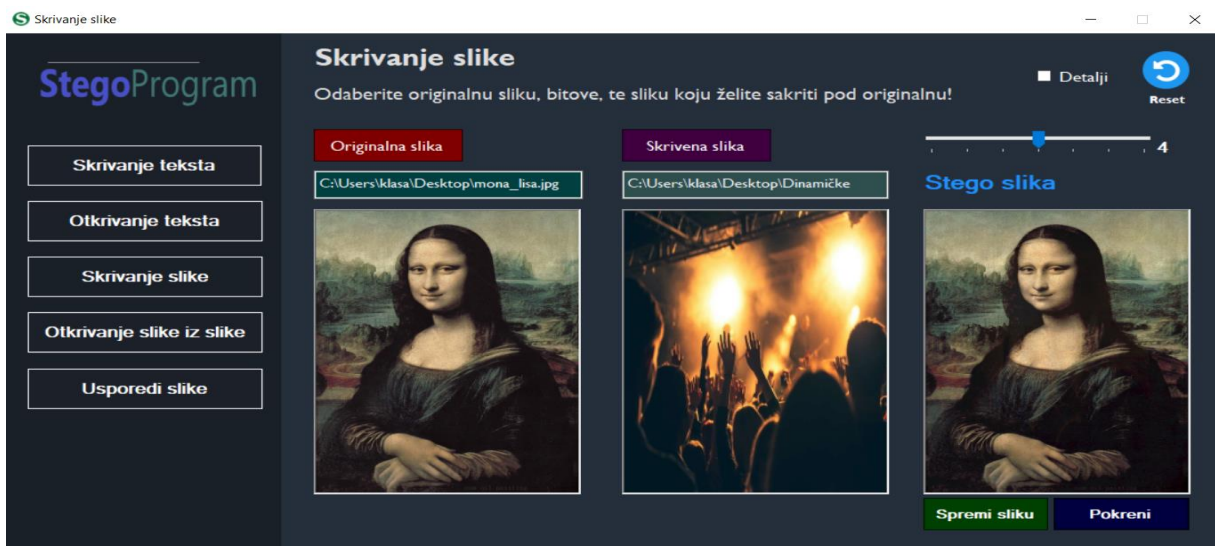 Skrivanje slike
StegoProgram
Skrivanje teksta
Otkrivanje teksta
Skrivanje slike
Otkrivanje slike iz slike
Usporedi slike
Skrivanje slike
Odaberite originalnu sliku, bitove, te sliku koju želite sakriti pod originalnu!
Detalji
Reset
Originalna slika
C:\Users\klasa\Desktop\mona_lisa.jpg
Skrivena slika
C:\Users\klasa\Desktop\Dinamičke
4
Stego slika
Spremi sliku
Pokreni